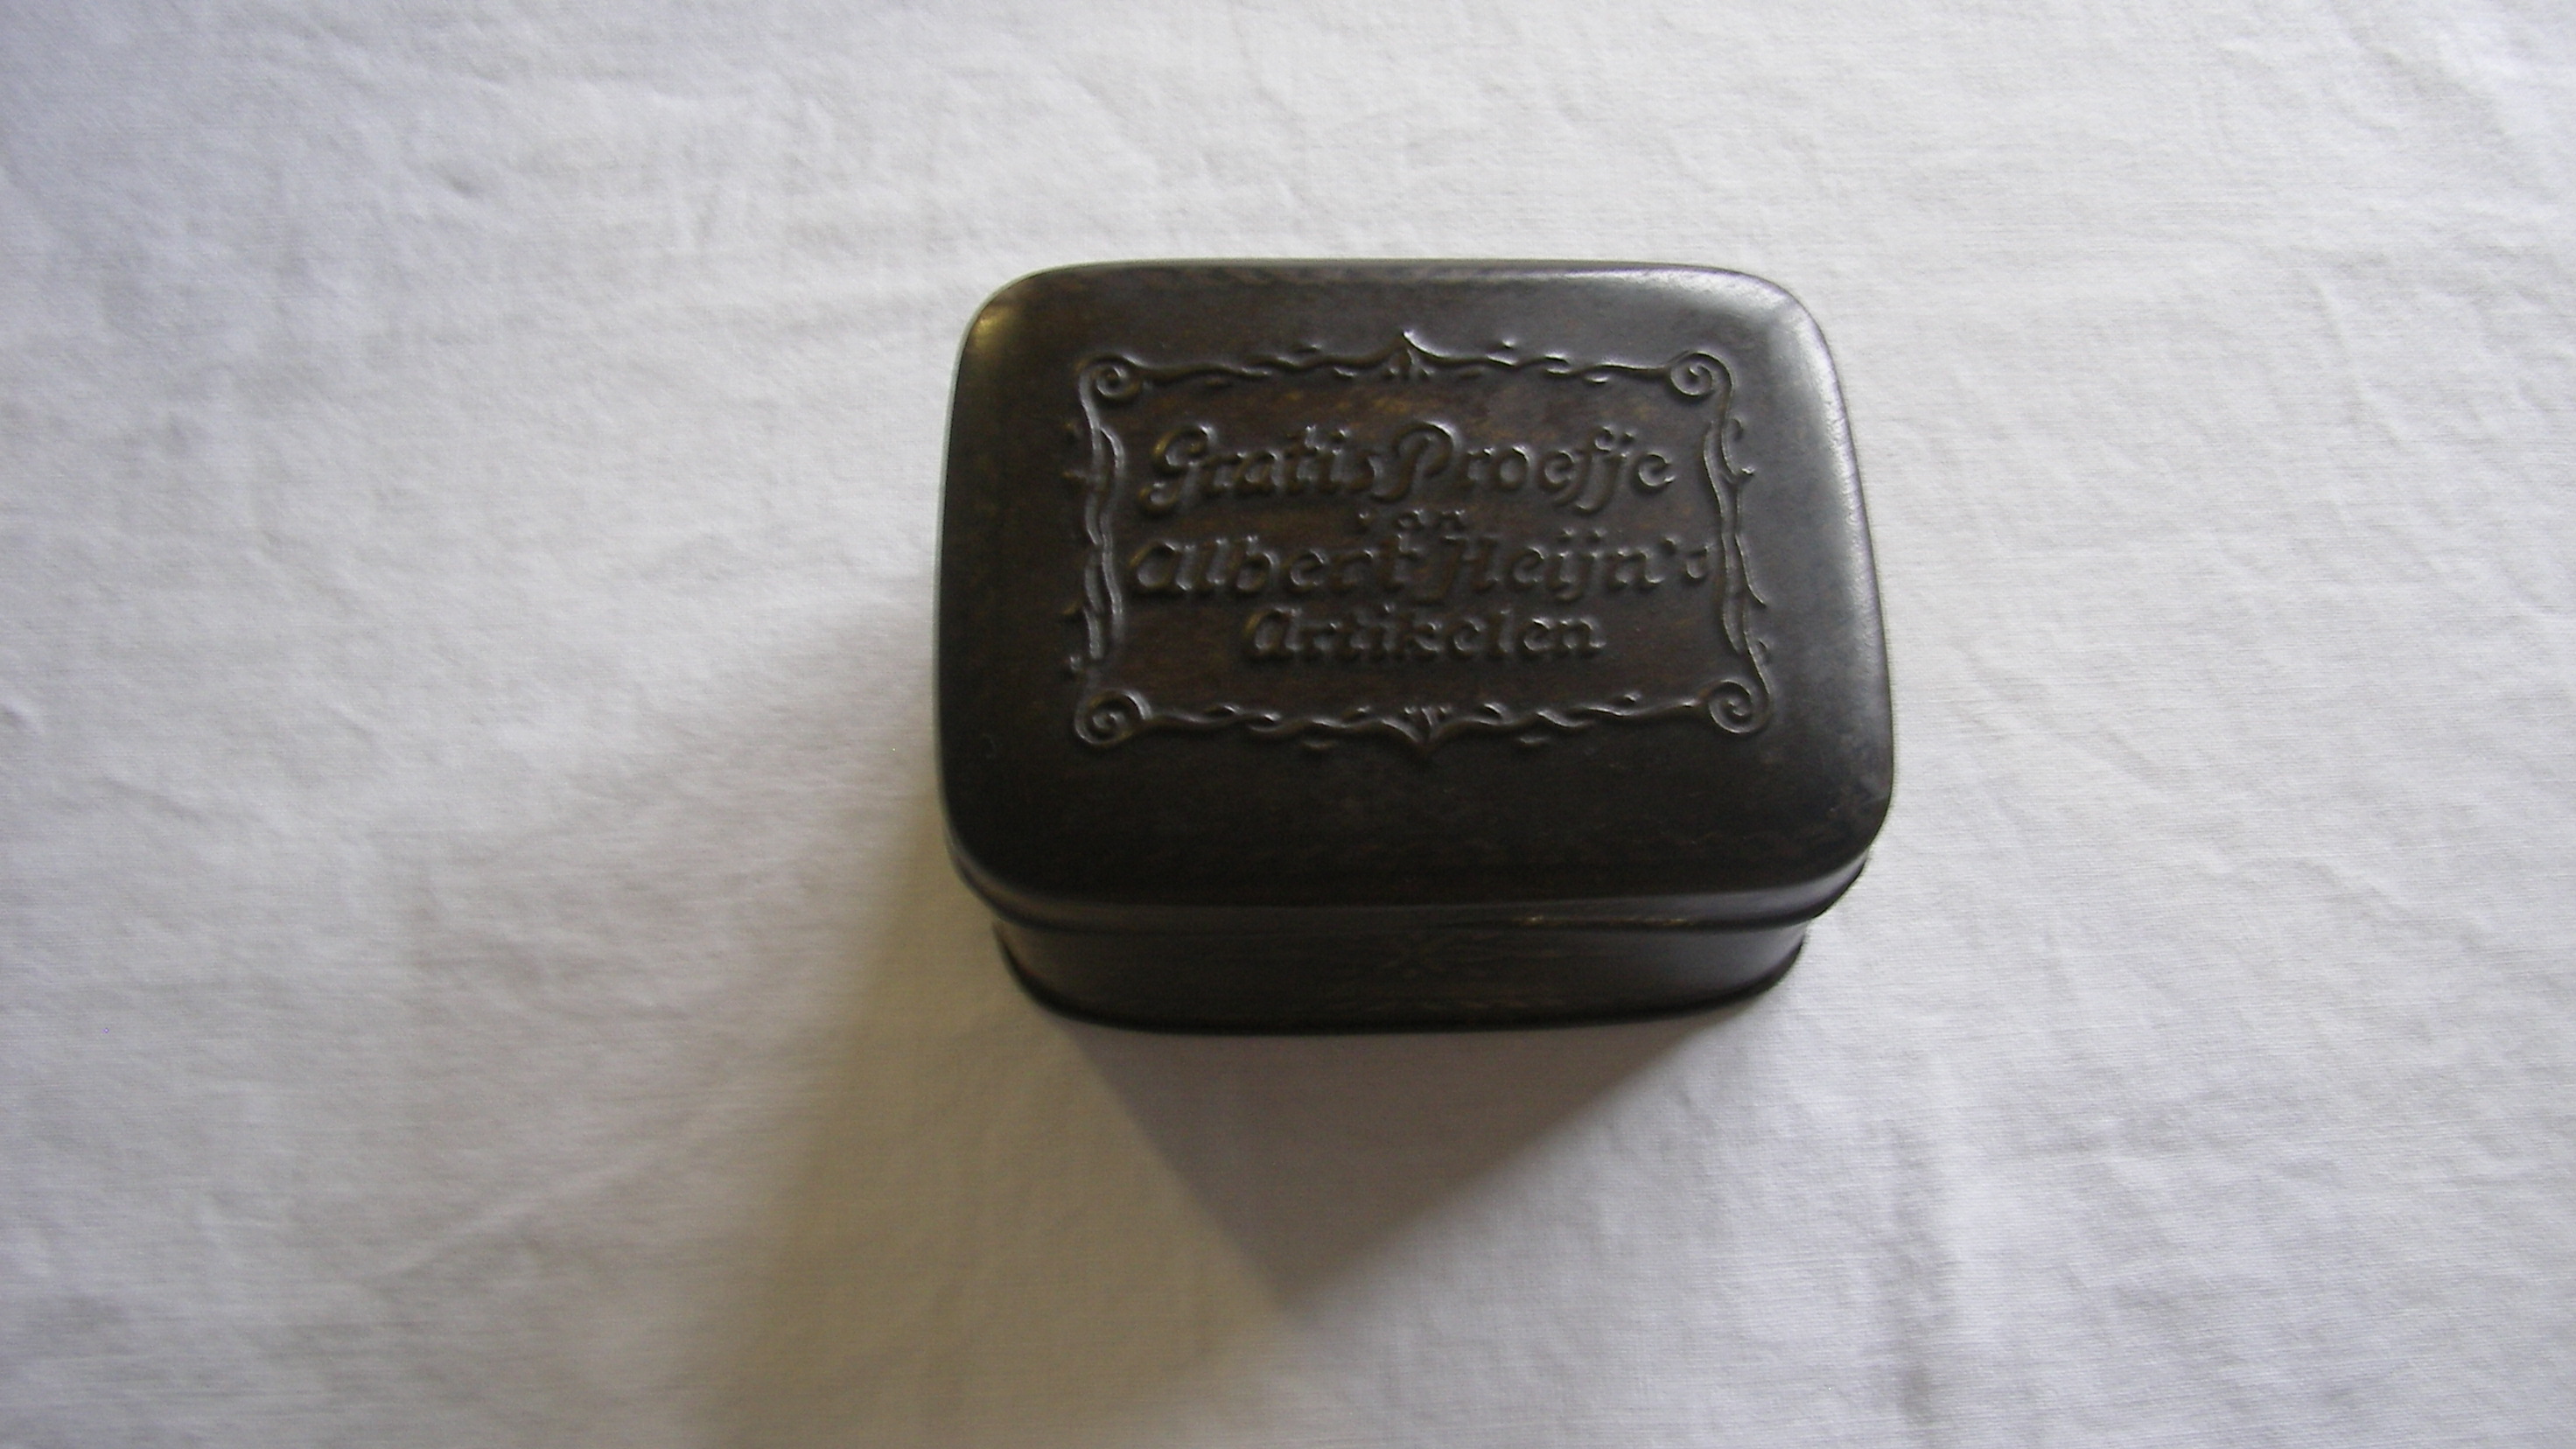 Gratis Proefje
van
Albert Heijn's
Artikelen